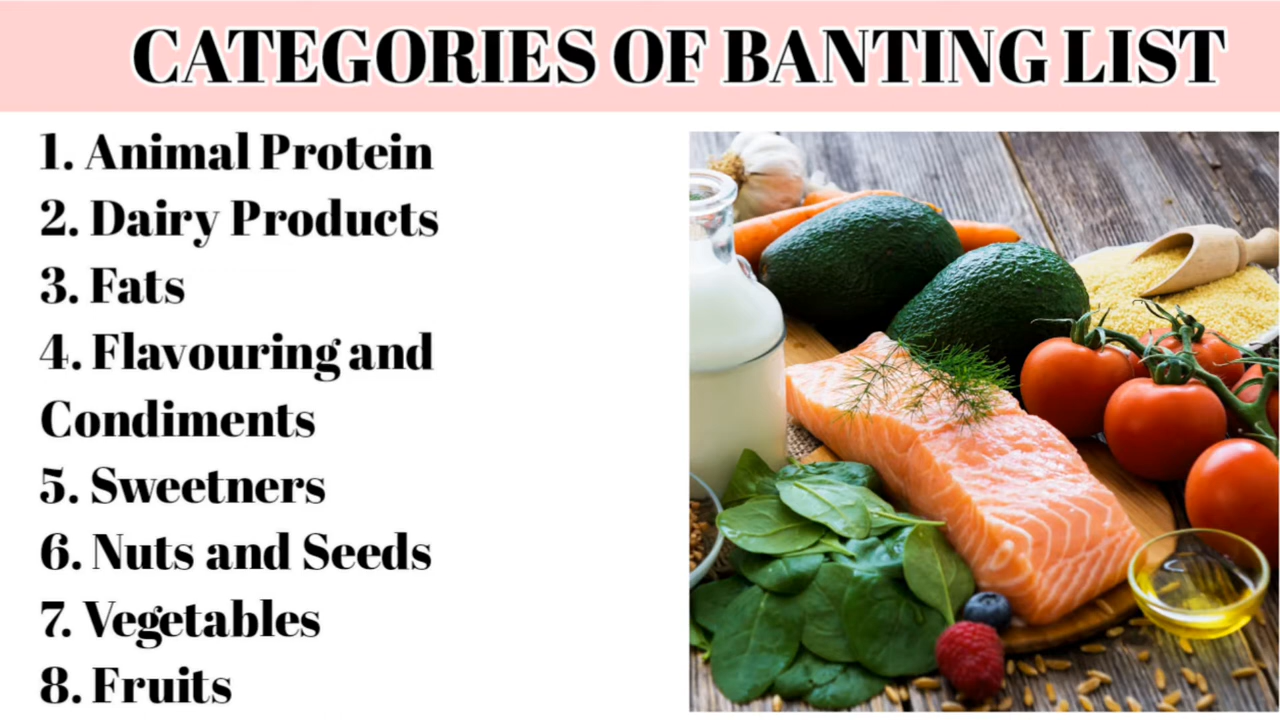 CATEGORIES OF BANTING LIST
1. Animal Protein
2. Dairy Products
3. Fats
4. Flavouring and
Condiments
5. Sweetners
6. Nuts and Seeds
7. Vegetables
8. Fruits